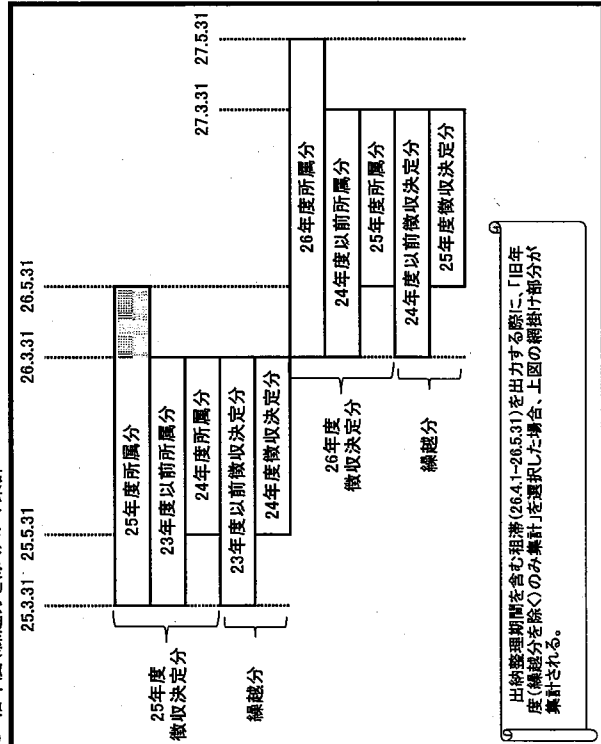 25.3.31
25.5.31
26.3.31
26.5.31
27.3.31
27.5.31
25年度
徴収決定分
繰越分
25年度所属分
23年度以前所属分
24年度所属分
23年度以前徴収決定分
24年度徴収決定分
26年度
徴収決定分
繰越分
26年度所属分
24年度以前所属分
25年度所属分
24年度以前徴収決定分
25年度徴収決定分
出納整理期間を含む租滞(26.4.1-26.5.31)を出力する際に、「旧年
度(繰越分を除く)のみ集計」を選択した場合、上図の網掛け部分が
集計される。